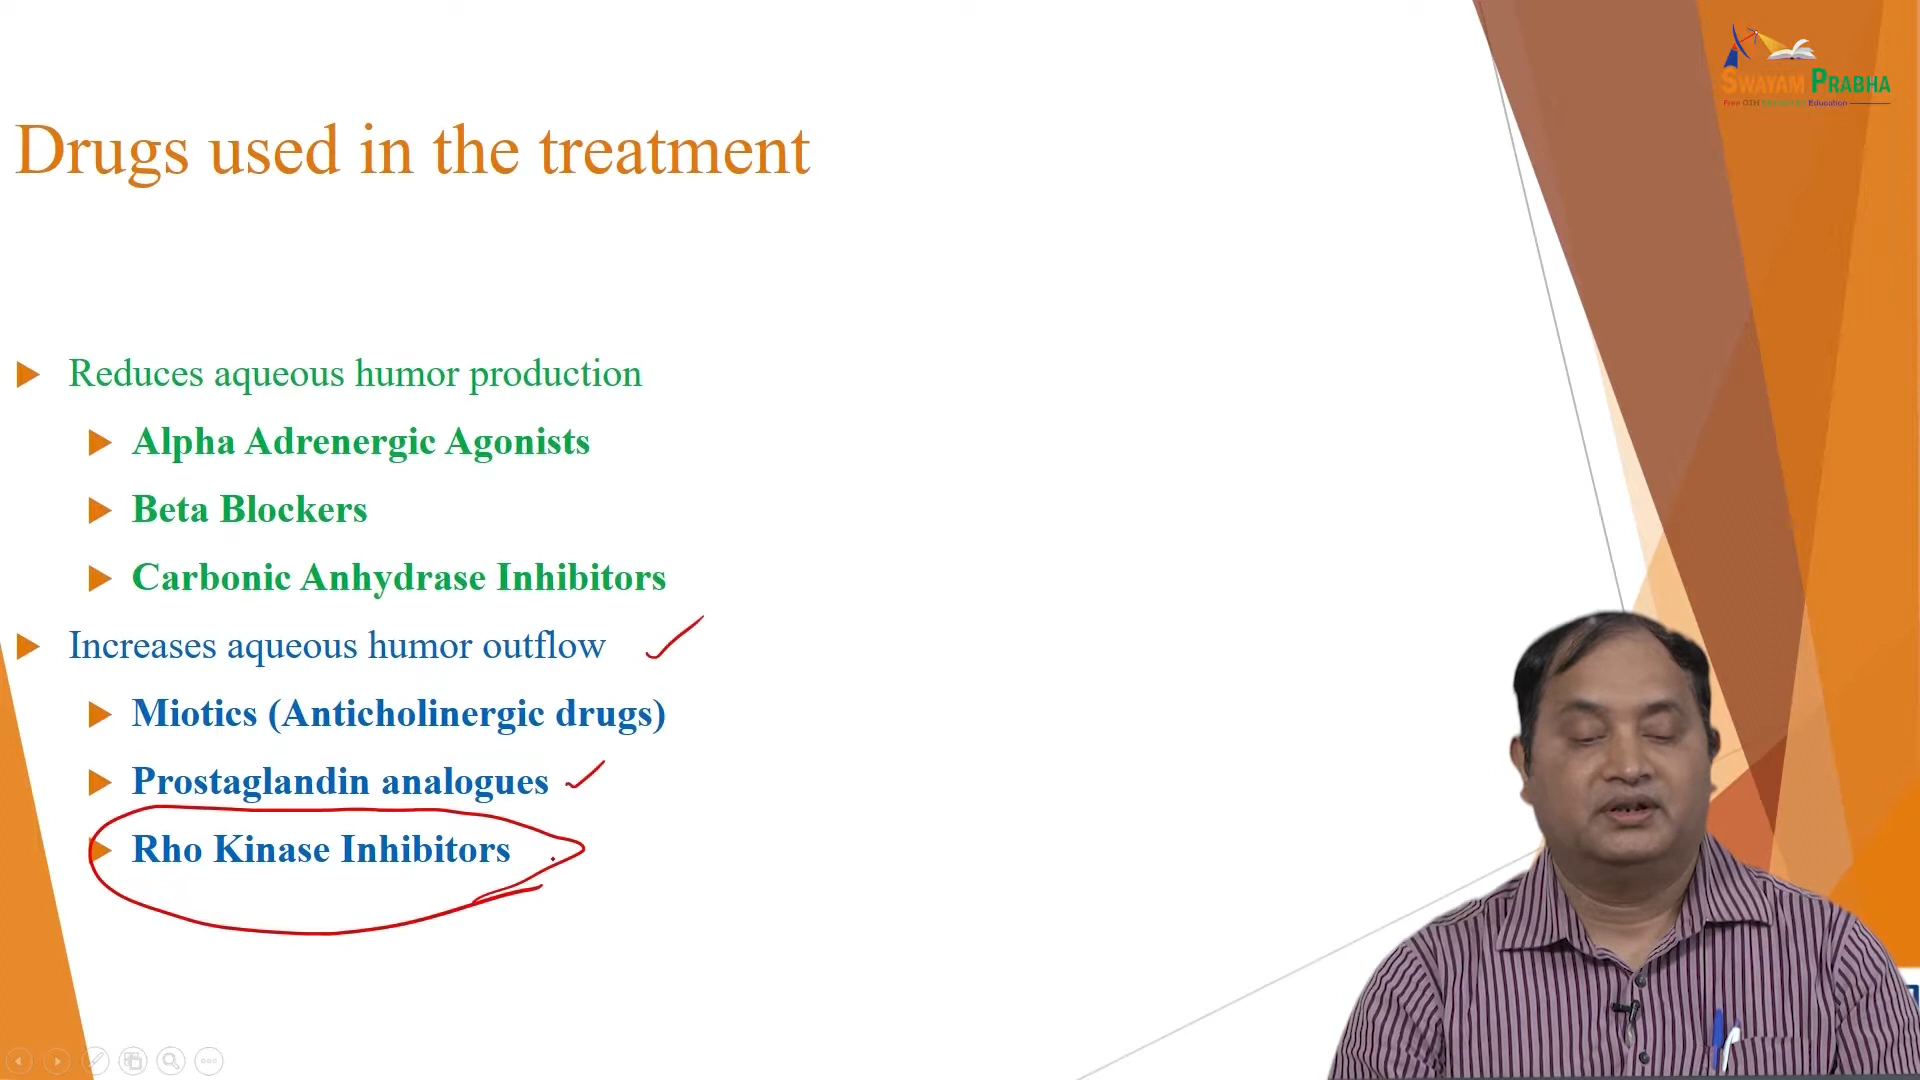 SWAYAM PRABHA
Drugs used in the treatment
Reduces aqueous humor production
Alpha Adrenergic Agonists
Beta Blockers
Carbonic Anhydrase Inhibitors
Increases aqueous humor outflow
Miotics (Anticholinergic drugs)
Prostaglandin analogues
Rho Kinase Inhibitors